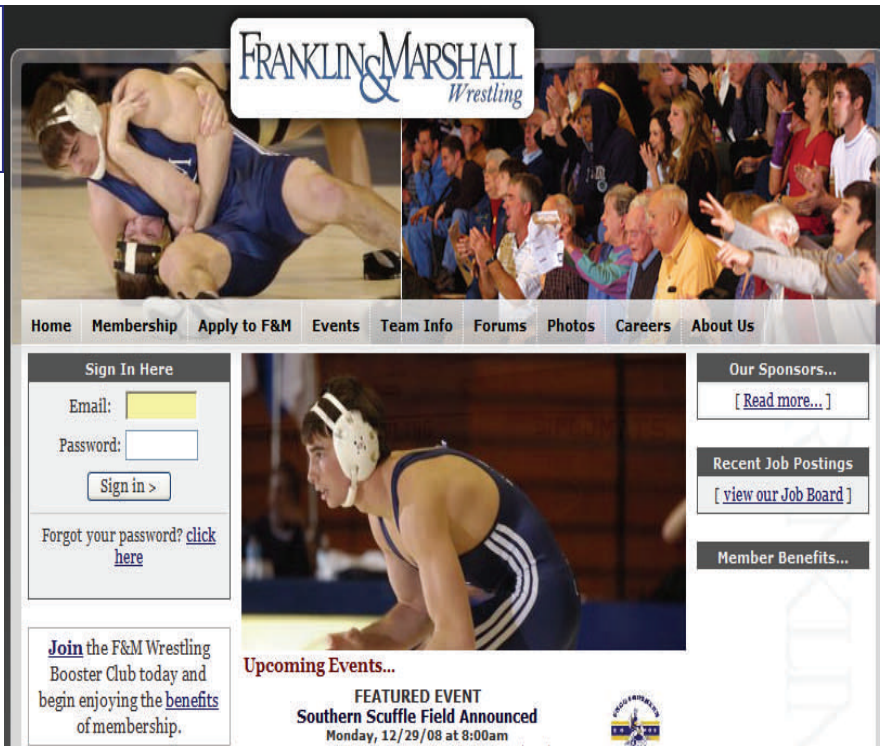 FRANKLIN & MARSHALL
Wrestling
Home Membership Apply to F&M Events Team Info Forums Photos Careers About Us
Sign In Here
Email:
Password:
Sign in >
Forgot your password? click
here
Join the F&M Wrestling
Booster Club today and
begin enjoying the benefits
of membership.
Upcoming Events...
FEATURED EVENT
Southern Scuffle Field Announced
Monday, 12/29/08 at 8:00am
Our Sponsors...
[ Read more... ]
Recent Job Postings
[ view our Job Board ]
Member Benefits...